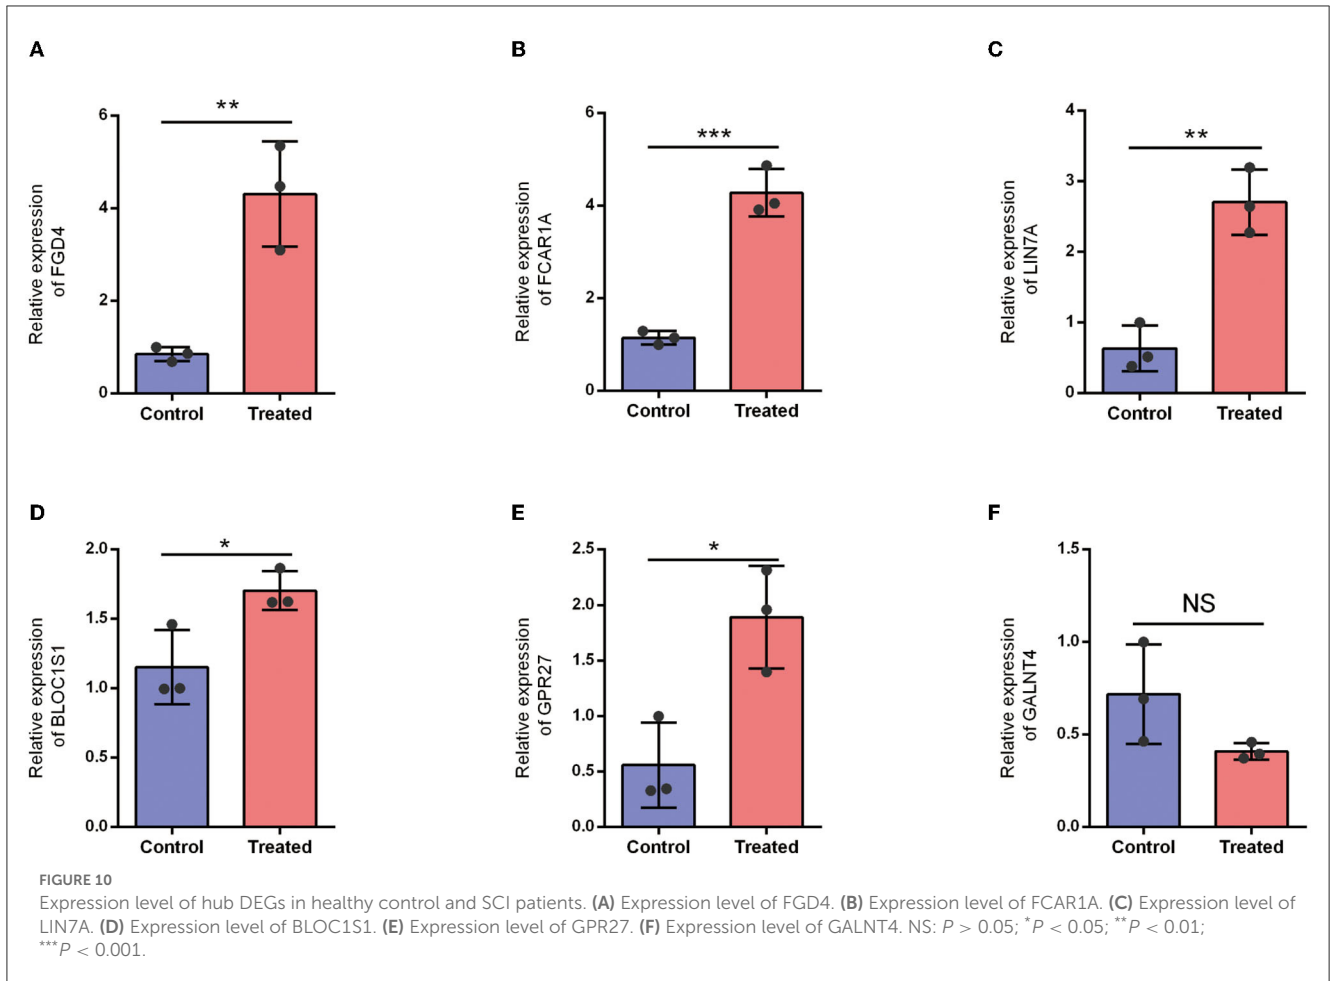 A
**
6
4
2
0
Relative expression
of FGD4
Control
Treated
B
***
6
4
2
0
Relative expression
of FCAR1A
Control
Treated
C
**
4
3
2
1
0
Relative expression
of LIN7A
Control
Treated
D
*
2.0
1.5
1.0
0.5
0.0
Relative expression
of BLOC1S1
Control
Treated
E
*
2.5
2.0
1.5
1.0
0.5
0.0
Relative expression
of GPR27
Control
Treated
F
NS
1.5
1.0
0.5
0.0
Relative expression
of GALNT4
Control
Treated
FIGURE 10
Expression level of hub DEGs in healthy control and SCI patients. (A) Expression level of FGD4. (B) Expression level of FCAR1A. (C) Expression level of
LIN7A. (D) Expression level of BLOC1S1. (E) Expression level of GPR27. (F) Expression level of GALNT4. NS: P > 0.05; *P < 0.05; **P < 0.01;
***P < 0.001.